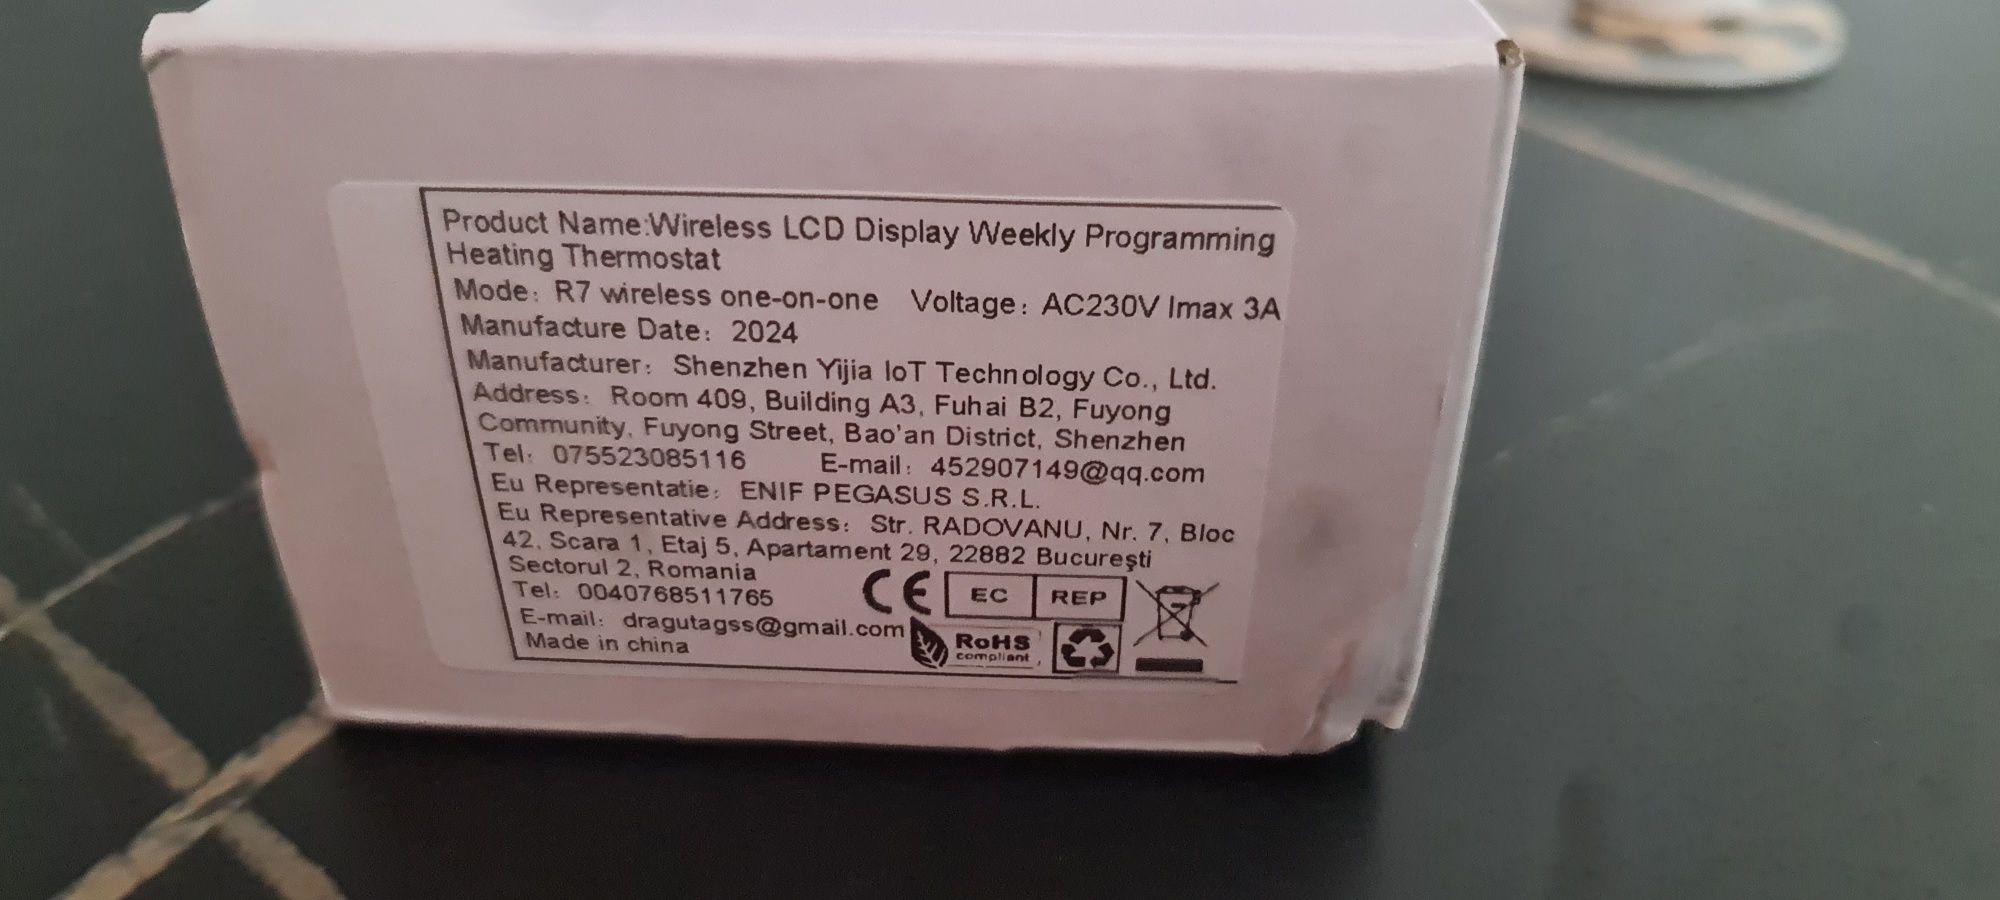 Product Name:Wireless LCD Display Weekly Programming
Heating Thermostat
Mode：R7 wireless one-on-one Voltage：AC230V Imax 3A
Manufacture Date：2024
Manufacturer：Shenzhen Yijia IoT Technology Co., Ltd.
Address：Room 409, Building A3, Fuhai B2, Fuyong
Community, Fuyong Street, Bao'an District, Shenzhen
Tel：075523085116 E-mail：452907149@qq.com
Eu Representatie：ENIF PEGASUS S.R.L.
Eu Representative Address：Str. RADOVANU, Nr. 7, Bloc
42, Scara 1, Etaj 5, Apartament 29, 22882 Bucureşti
Sectorul 2, Romania
Tel：0040768511765
E-mail：dragutagss@gmail.com
Made in china
CE EC REP
RoHS
compliant